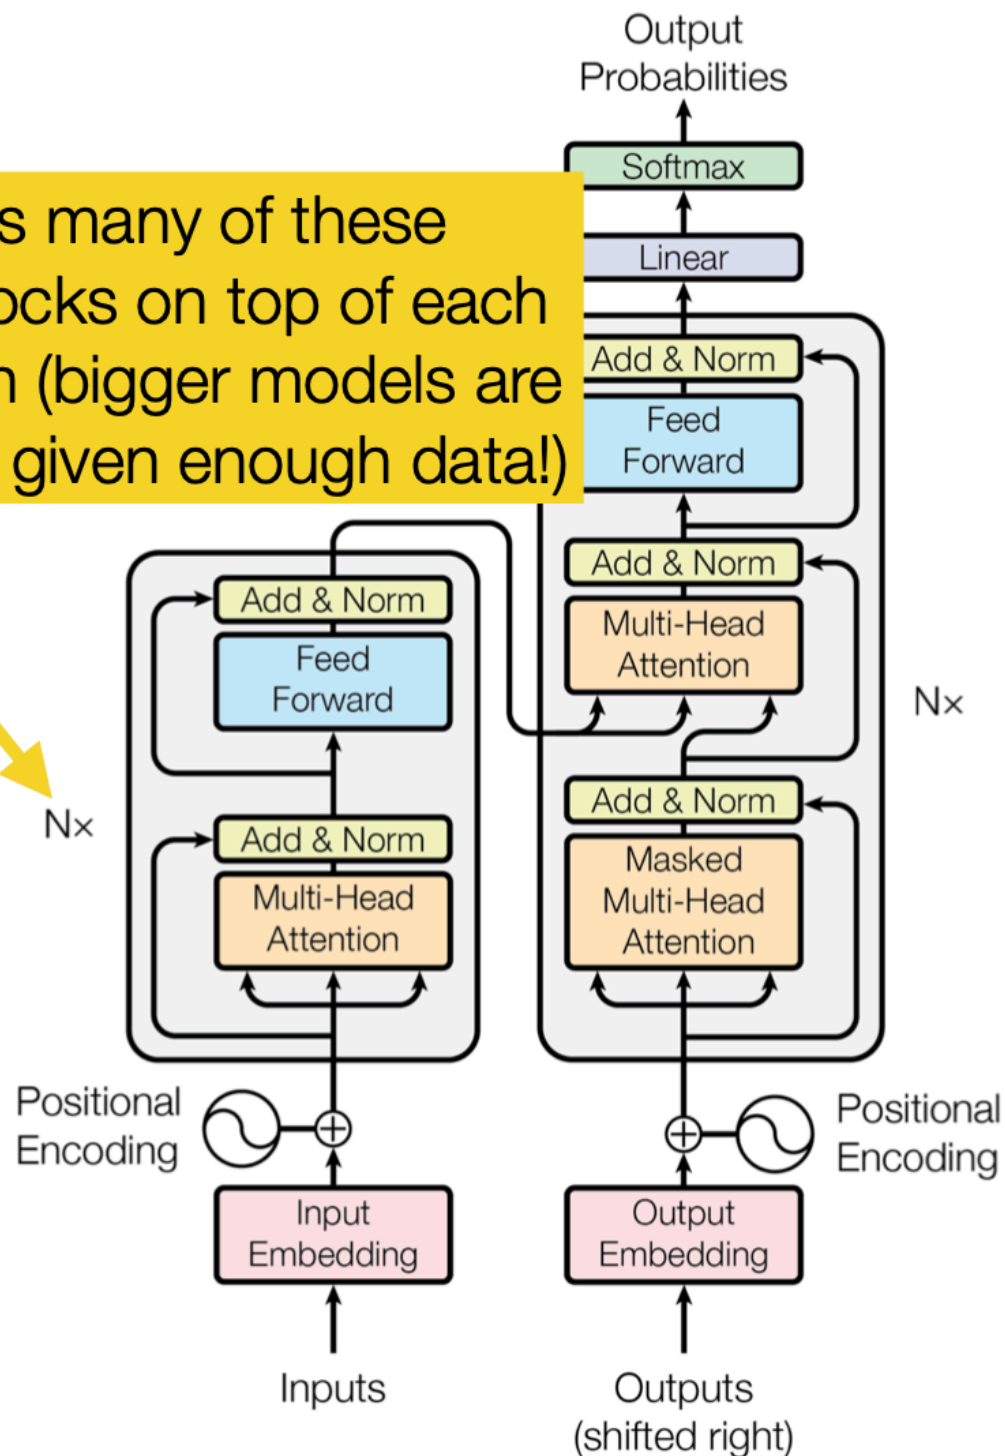 Output
Probabilities
Softmax
s many of these
ocks on top of each
n (bigger models are
given enough data!)
Linear
Add & Norm
Feed
Forward
Add & Norm
Multi-Head
Attention
Nx
Add & Norm
Masked
Multi-Head
Attention
Add & Norm
Feed
Forward
Nx
Add & Norm
Multi-Head
Attention
Positional
Encoding
Positional
Encoding
Input
Embedding
Output
Embedding
Inputs
Outputs
(shifted right)